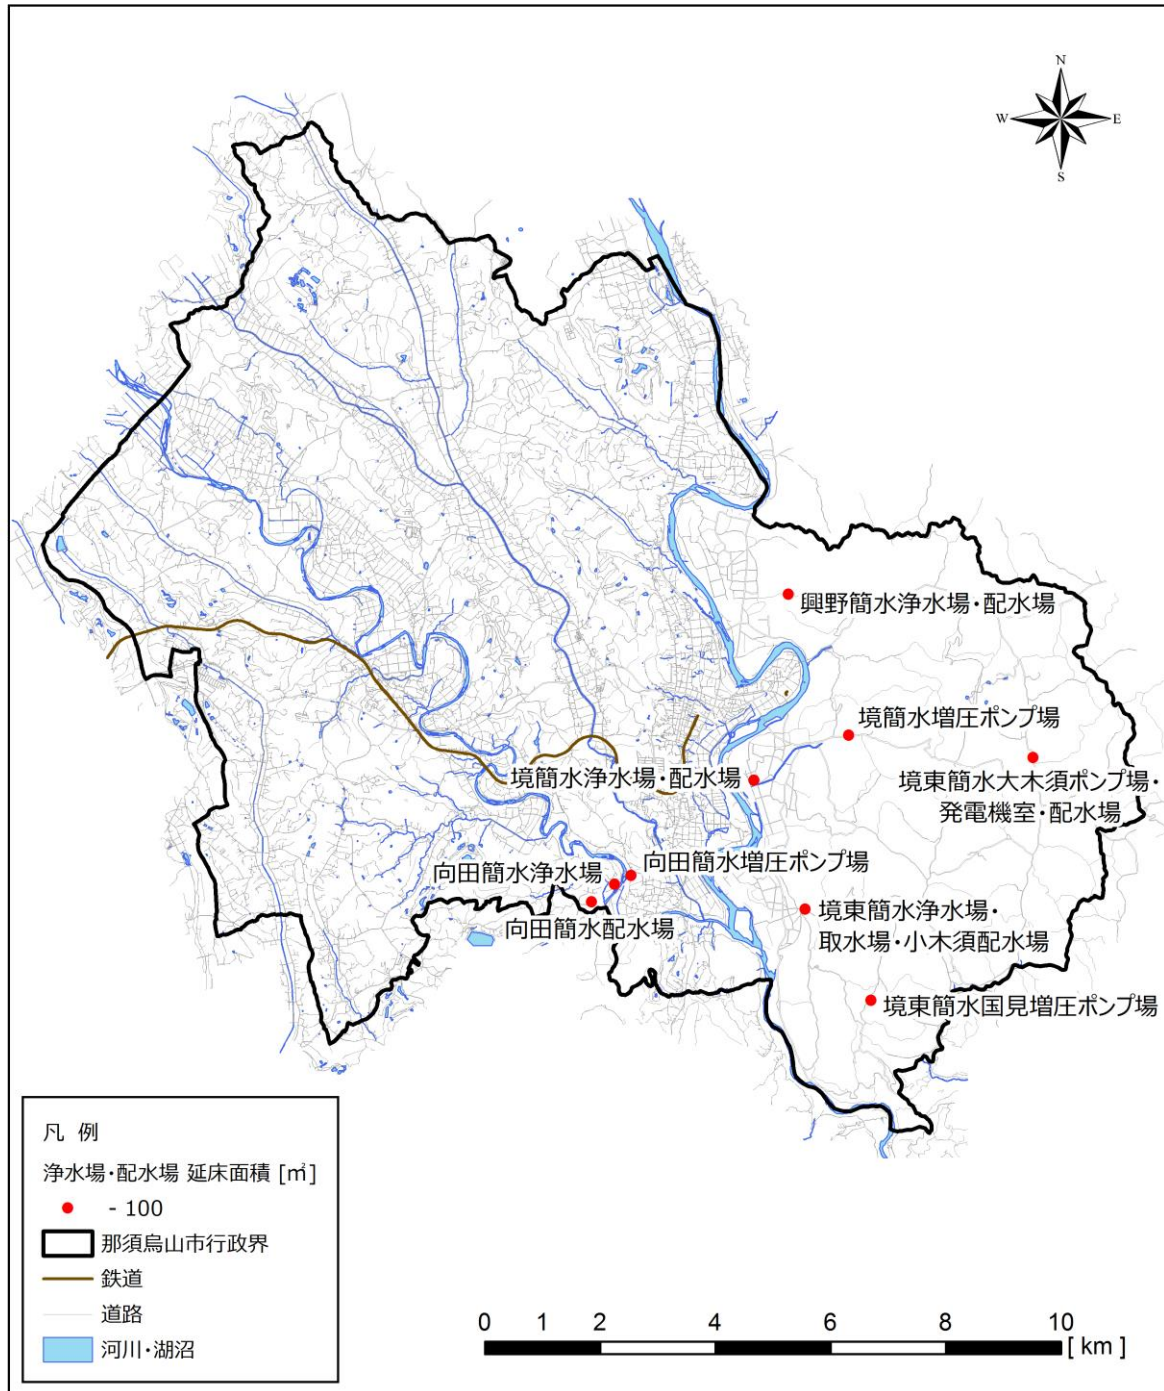 N
W
E
S
興野簡水浄水場・配水場
境簡水増圧ポンプ場
境簡水浄水場・配水場
境東簡水大木須ポンプ場・
発電機室・配水場
向田簡水増圧ポンプ場
向田簡水浄水場
向田簡水配水場
境東簡水浄水場・
取水場・小木須配水場
境東簡水国見増圧ポンプ場
凡 例
浄水場・配水場 延床面積 [㎡]
- 100
那須烏山市行政界
鉄道
道路
河川・湖沼
0 1 2 4 6 8 10
[ km ]